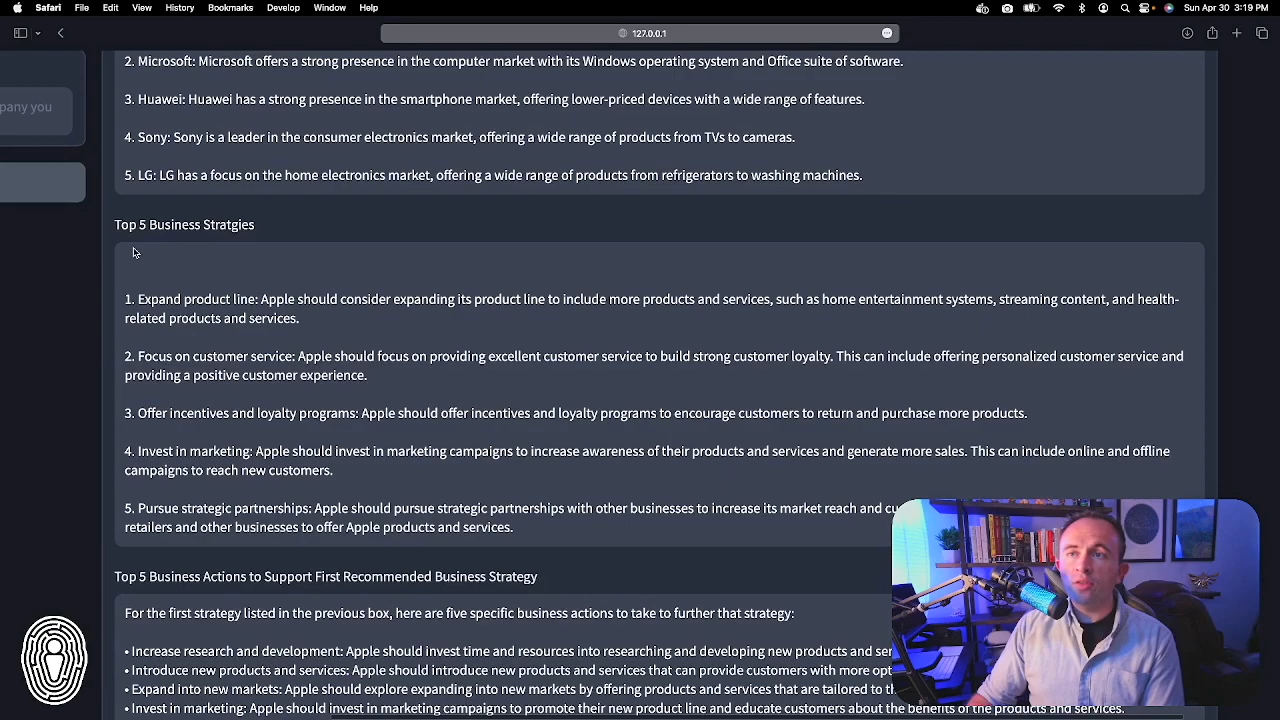 Safari File Edit View History Bookmarks Develop Window Help Sun Apr 30 3:19 PM
127.0.0.1
2. Microsoft: Microsoft offers a strong presence in the computer market with its Windows operating system and Office suite of software.
pany you
3. Huawei: Huawei has a strong presence in the smartphone market, offering lower-priced devices with a wide range of features.
4. Sony: Sony is a leader in the consumer electronics market, offering a wide range of products from TVs to cameras.
5. LG: LG has a focus on the home electronics market, offering a wide range of products from refrigerators to washing machines.
Top 5 Business Stratgies
1. Expand product line: Apple should consider expanding its product line to include more products and services, such as home entertainment systems, streaming content, and health-
related products and services.
2. Focus on customer service: Apple should focus on providing excellent customer service to build strong customer loyalty. This can include offering personalized customer service and
providing a positive customer experience.
3. Offer incentives and loyalty programs: Apple should offer incentives and loyalty programs to encourage customers to return and purchase more products.
4. Invest in marketing: Apple should invest in marketing campaigns to increase awareness of their products and services and generate more sales. This can include online and offline
campaigns to reach new customers.
5. Pursue strategic partnerships: Apple should pursue strategic partnerships with other businesses to increase its market reach and cu
retailers and other businesses to offer Apple products and services.
Top 5 Business Actions to Support First Recommended Business Strategy
For the first strategy listed in the previous box, here are five specific business actions to take to further that strategy:
• Increase research and development: Apple should invest time and resources into researching and developing new products and ser
• Introduce new products and services: Apple should introduce new products and services that can provide customers with more opt
• Expand into new markets: Apple should explore expanding into new markets by offering products and services that are tailored to th
• Invest in marketing: Apple should invest in marketing campaigns to promote their new product line and educate customers about the benefits of the products and services.